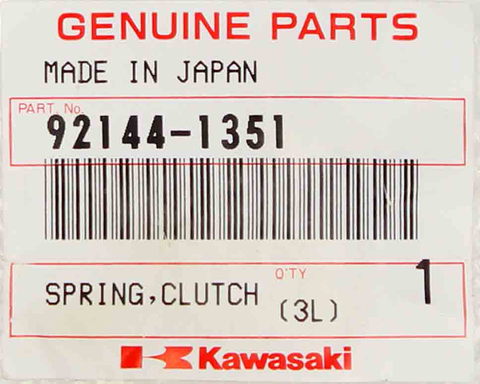 GENUINE PARTS
MADE IN JAPAN
PART. No.
92144-1351
Q'TY
SPRING,CLUTCH (3L) 1
Kawasaki